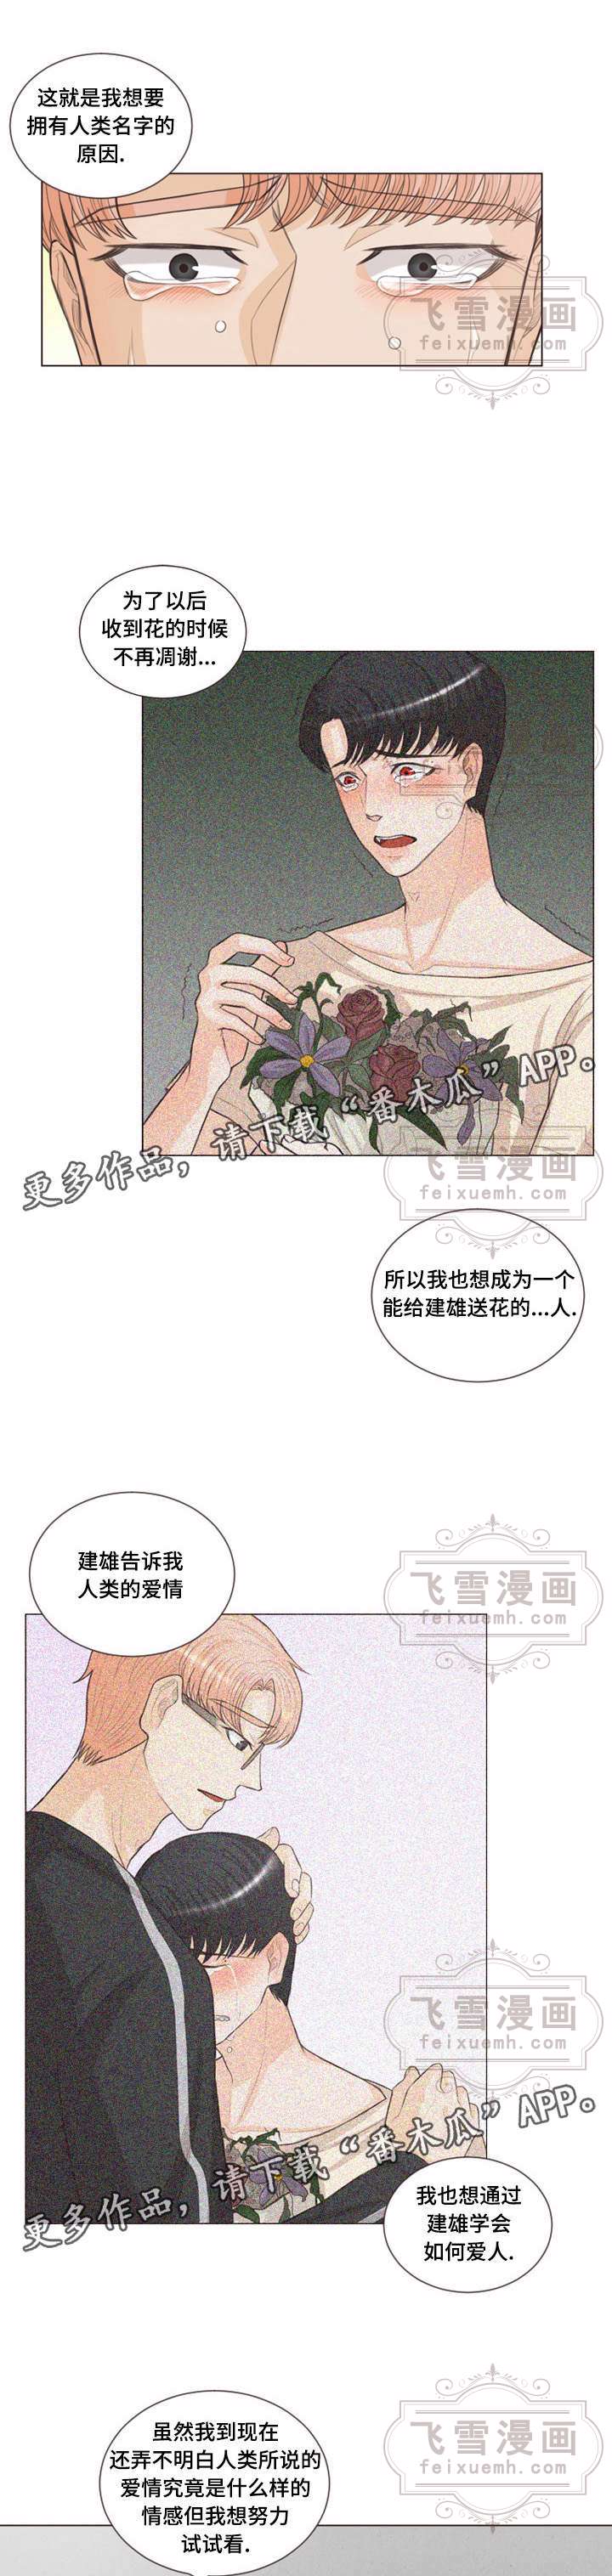 这就是我想要
拥有人类名字的
原因.
飞雪漫画
feixuemh.com
为了以后
收到花的时候
不再凋谢...
更多作品，请下载“番木瓜”APP。
飞雪漫画
feixuemh.com
所以我也想成为一个
能给建雄送花的...人.
建雄告诉我
人类的爱情
飞雪漫画
feixuemh.com
飞雪漫画
feixuemh.com
更多作品，请下载“番木瓜”APP。
我也想通过
建雄学会
如何爱人.
虽然我到现在
还弄不明白人类所说的
爱情究竟是什么样的
情感但我想努力
试试看.
飞雪漫画
feixuemh.com